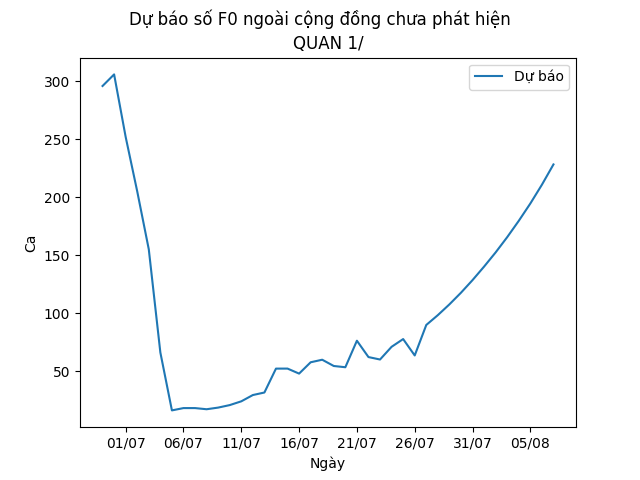 Dự báo số F0 ngoài cộng đồng chưa phát hiện
QUAN 1/
Dự báo
300
250
200
150
100
50
Ca
01/07 06/07 11/07 16/07 21/07 26/07 31/07 05/08
Ngày